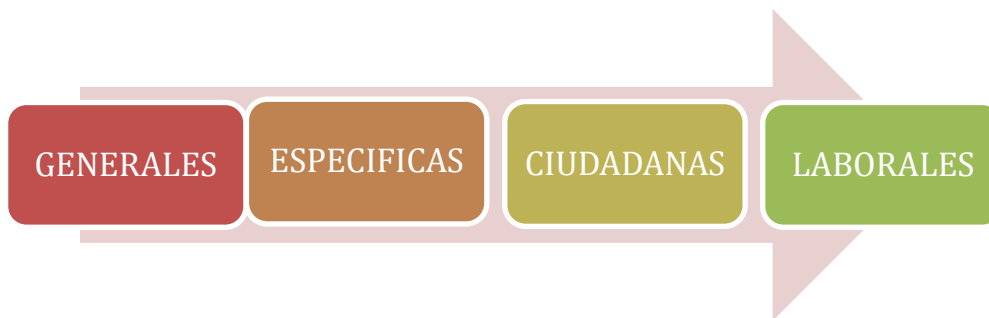 GENERALES
ESPECIFICAS
CIUDADANAS
LABORALES